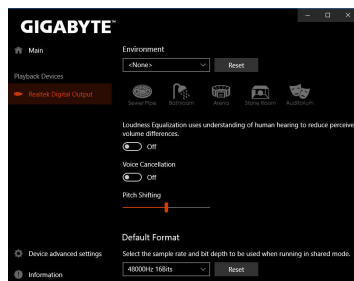 GIGABYTE™
Main
Playback Devices
Realtek Digital Output
Device advanced settings
Information
Environment
<None>
Reset
Sewer Pipe
Bathroom
Arena
Stone Room
Auditorium
Loudness Equalization uses understanding of human hearing to reduce perceive
volume differences.
Off
Voice Cancellation
Off
Pitch Shifting
Default Format
Select the sample rate and bit depth to be used when running in shared mode.
48000Hz 16Bits
Reset